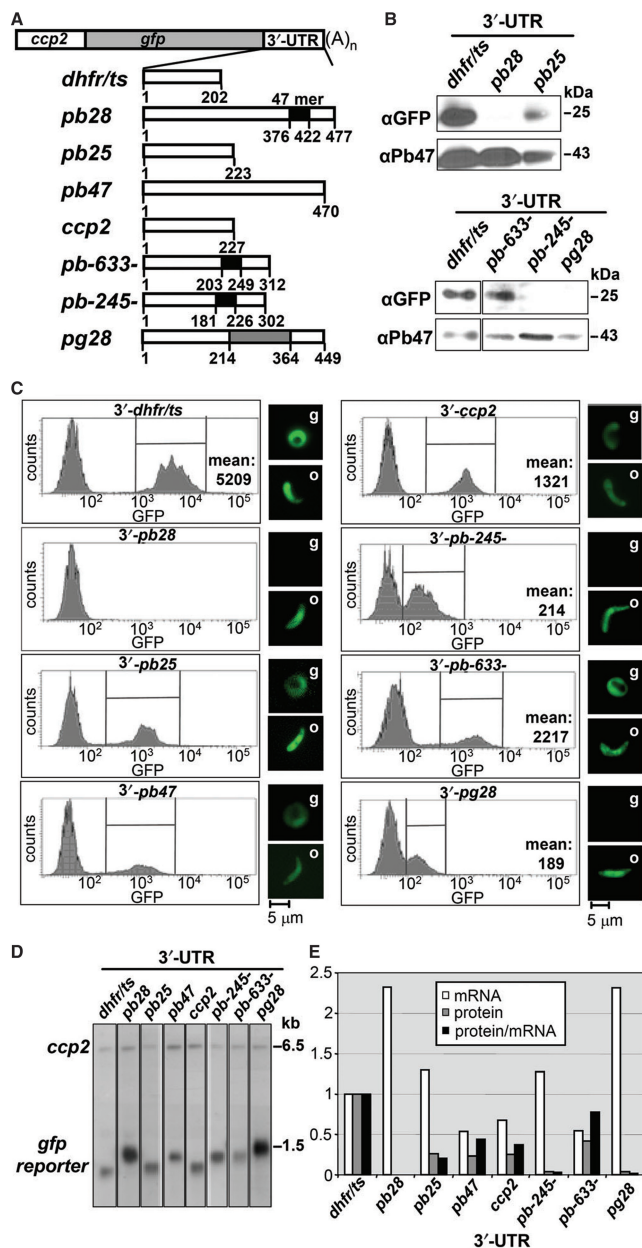 A
ccp2 gfp 3′-UTR (A)n
dhfr/ts
1 202
47 mer
pb28
1 376 422 477
pb25
1 223
pb47
1 470
ccp2
1 227
pb-633-
1 203 249 312
pb-245-
1 181 226 302
pg28
1 214 364 449
B
3′-UTR
dhfr/ts pb28 pb25
kDa
αGFP -25
αPb47 -43
3′-UTR
dhfr/ts pb-633- pb-245- pg28
kDa
αGFP -25
αPb47 -43
C
3′-dhfr/ts
counts
mean:
5209
10² 10³ 10⁴ 10⁵
GFP
g
o
3′-ccp2
counts
mean:
1321
10² 10³ 10⁴ 10⁵
GFP
g
o
3′-pb28
counts
10² 10³ 10⁴ 10⁵
GFP
g
o
3′-pb-245-
counts
mean:
214
10² 10³ 10⁴ 10⁵
GFP
g
o
3′-pb25
counts
10² 10³ 10⁴ 10⁵
GFP
g
o
3′-pb-633-
counts
mean:
2217
10² 10³ 10⁴ 10⁵
GFP
g
o
3′-pb47
counts
10² 10³ 10⁴ 10⁵
GFP
g
o
5 µm
3′-pg28
counts
mean:
189
10² 10³ 10⁴ 10⁵
GFP
g
o
5 µm
D
3′-UTR
dhfr/ts pb28 pb25 pb47 ccp2 pb-245- pb-633- pg28
kb
ccp2 -6.5
-1.5
gfp
reporter
E
2.5
2
1.5
1
0.5
0
mRNA
protein
protein/mRNA
dhfr/ts pb28 pb25 pb47 ccp2 pb-245- pb-633- pg28
3′-UTR